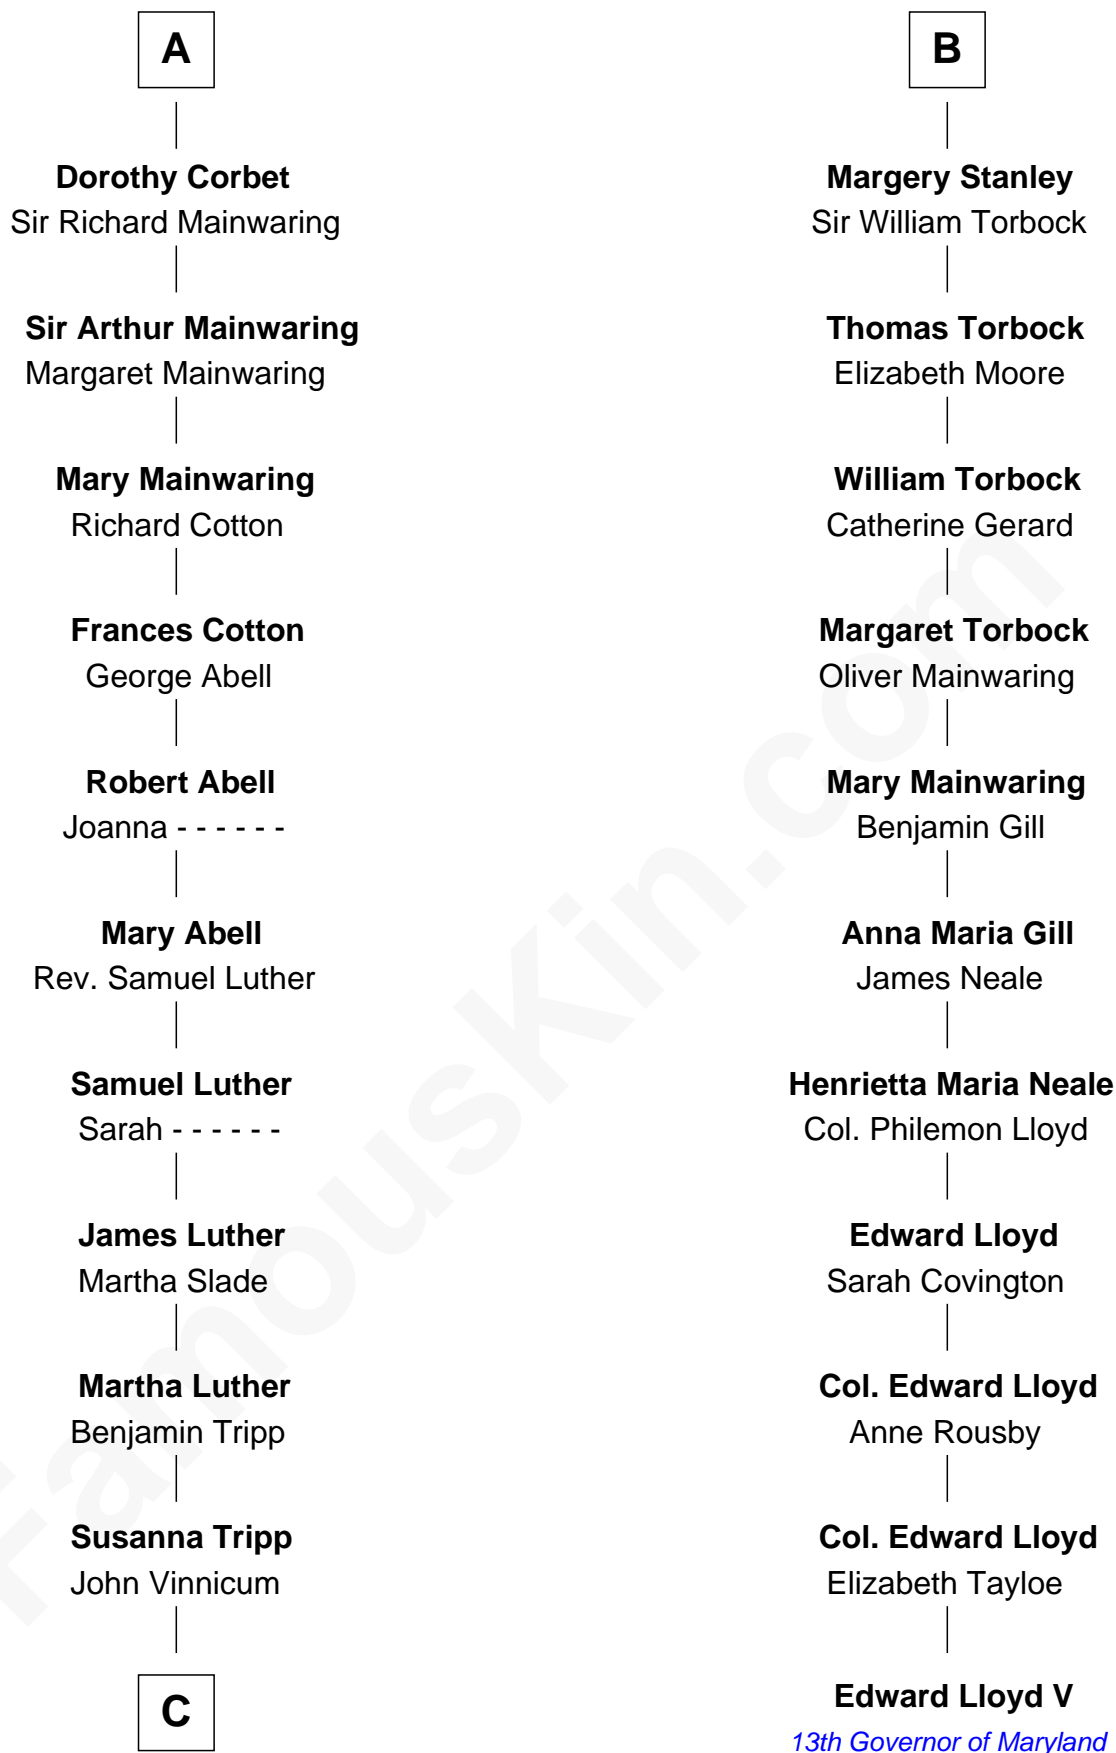 A
Dorothy Corbet
Sir Richard Mainwaring
Sir Arthur Mainwaring
Margaret Mainwaring
Mary Mainwaring
Richard Cotton
Frances Cotton
George Abell
Robert Abell
Joanna - - - - - -
Mary Abell
Rev. Samuel Luther
Samuel Luther
Sarah - - - - - -
James Luther
Martha Slade
Martha Luther
Benjamin Tripp
Susanna Tripp
John Vinnicum
C
B
Margery Stanley
Sir William Torbock
Thomas Torbock
Elizabeth Moore
William Torbock
Catherine Gerard
Margaret Torbock
Oliver Mainwaring
Mary Mainwaring
Benjamin Gill
Anna Maria Gill
James Neale
Henrietta Maria Neale
Col. Philemon Lloyd
Edward Lloyd
Sarah Covington
Col. Edward Lloyd
Anne Rousby
Col. Edward Lloyd
Elizabeth Tayloe
Edward Lloyd V
13th Governor of Maryland
FamousKin.com